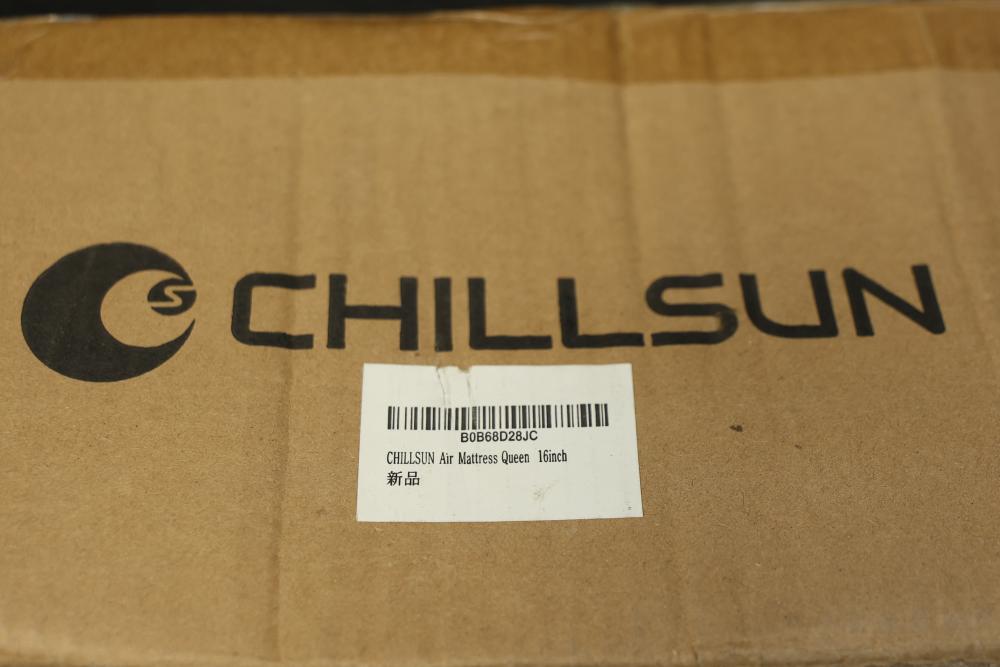 S
CHILLSUN
B0B68D28JC
CHILLSUN Air Mattress Queen 16inch
新品